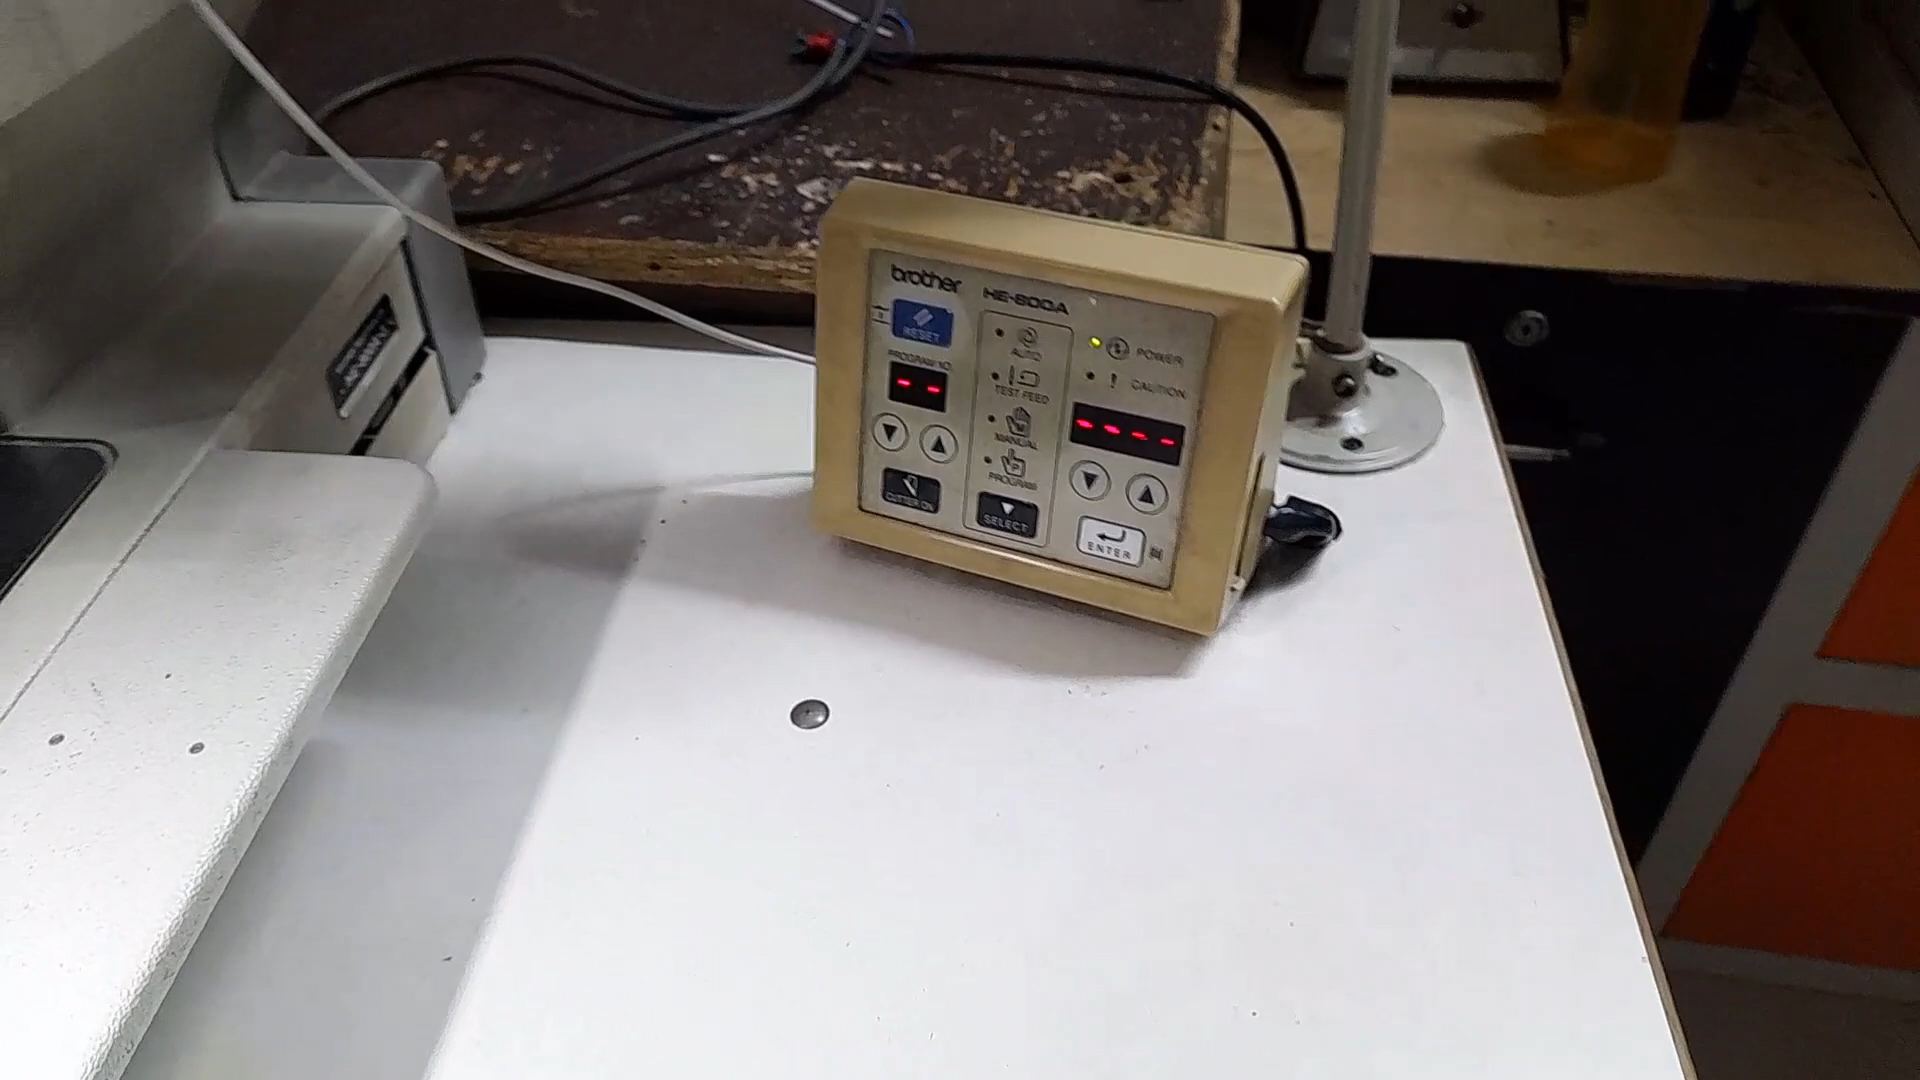 brother
HE-800A
RESET
AUTO
POWER
PROGRAM NO
CAUTION
TEST FEED
-- 
----
MANUAL
PROGRAM
CUTTER ON
SELECT
ENTER